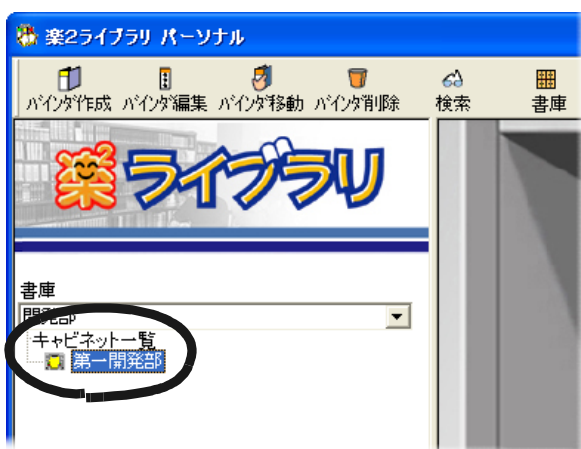 楽2ライブラリ パーソナル
バインダ作成 バインダ編集 バインダ移動 バインダ削除 検索 書庫
楽2 ライブラリ
書庫
開発部
キャビネット一覧
第一開発部